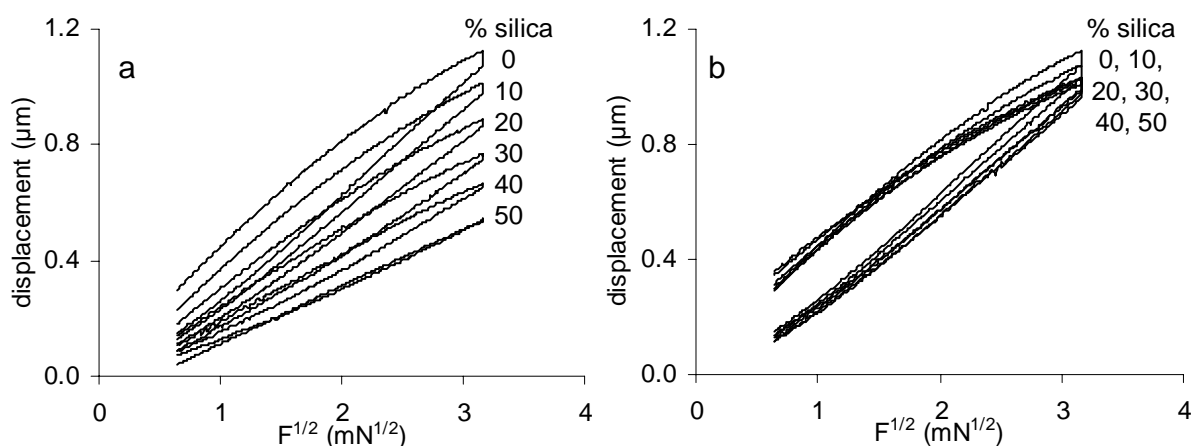 a
% silica
0
10
20
30
40
50
1.2
0.8
0.4
0.0
displacement (µm)
0 1 2 3 4
F1/2 (mN1/2)
b
% silica
0, 10,
20, 30,
40, 50
1.2
0.8
0.4
0.0
displacement (µm)
0 1 2 3 4
F1/2 (mN1/2)